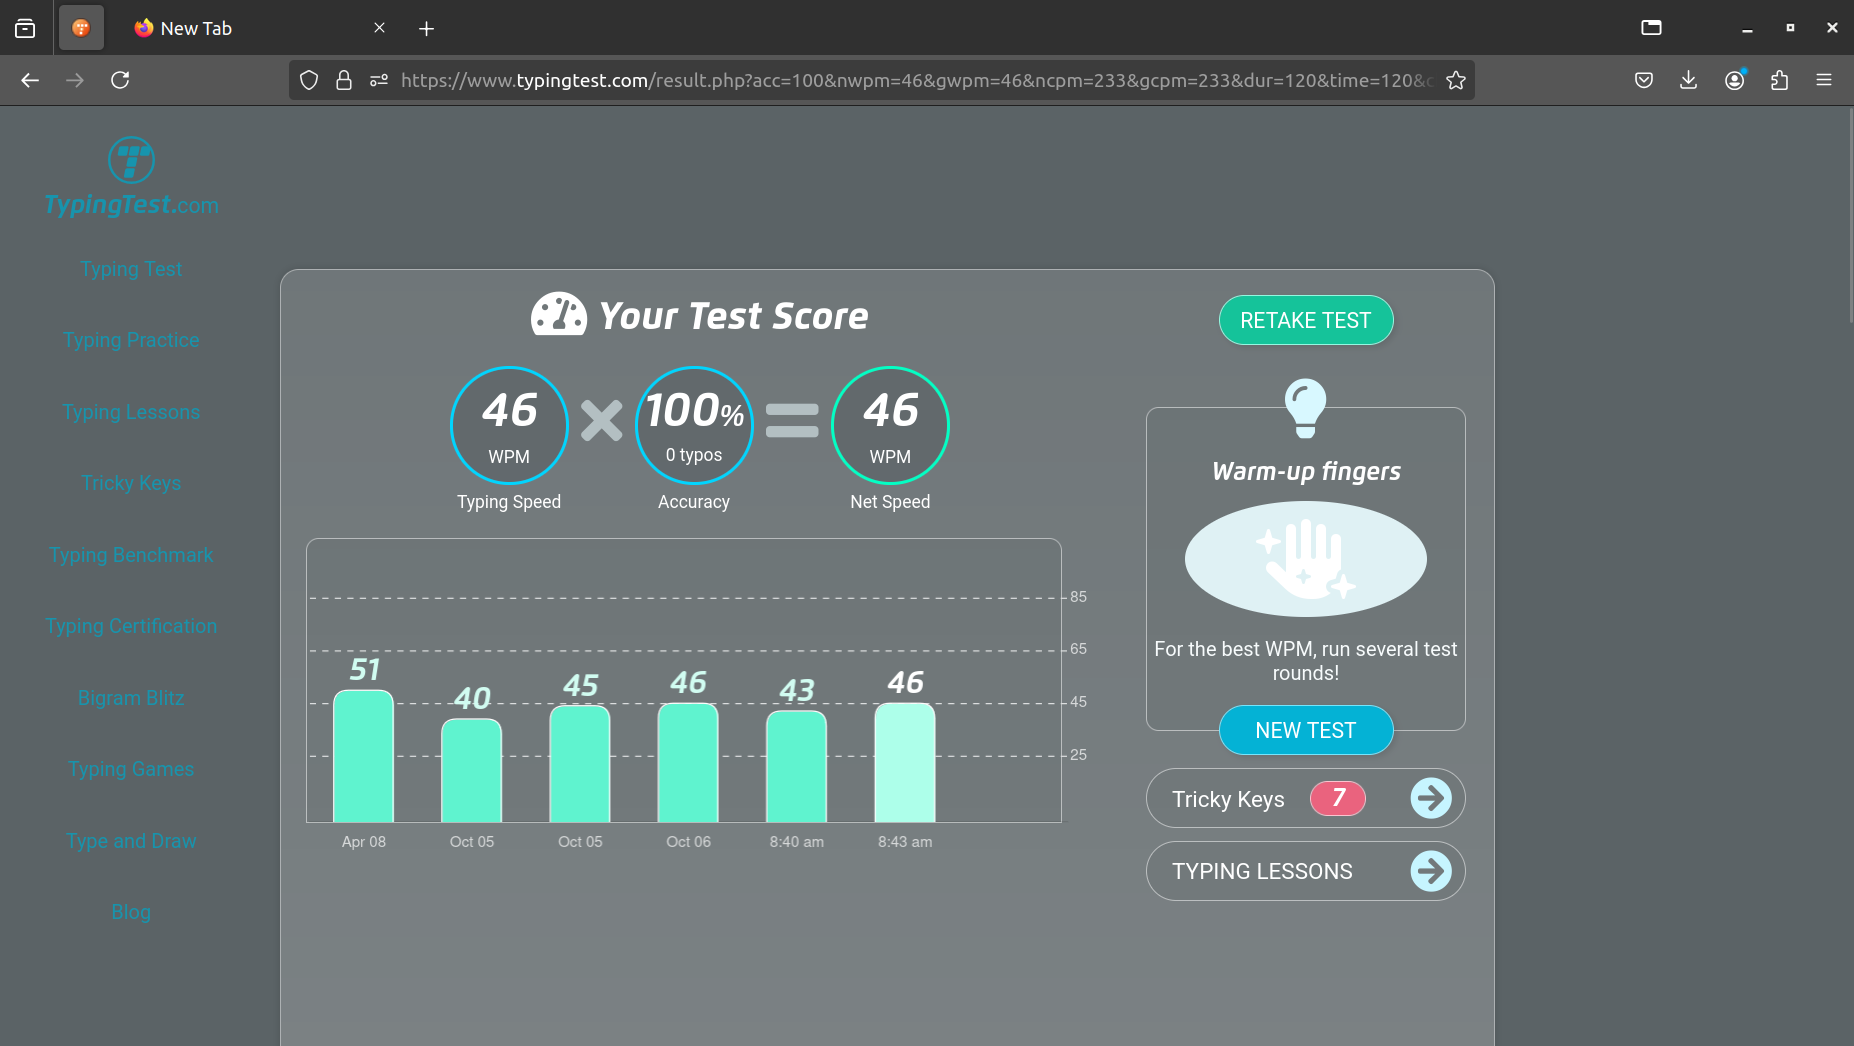 New Tab
https://www.typingtest.com/result.php?acc=100&nwpm=46&gwpm=46&ncpm=233&gcpm=233&dur=120&time=120&
TypingTest.com
Typing Test
Typing Practice
Typing Lessons
Tricky Keys
Typing Benchmark
Typing Certification
Bigram Blitz
Typing Games
Type and Draw
Blog
Your Test Score
46
WPM
Typing Speed
100%
0 typos
Accuracy
46
WPM
Net Speed
85
65
45
25
51
40
45
46
43
46
Apr 08
Oct 05
Oct 05
Oct 06
8:40 am
8:43 am
RETAKE TEST
Warm-up fingers
For the best WPM, run several test
rounds!
NEW TEST
Tricky Keys 7
TYPING LESSONS